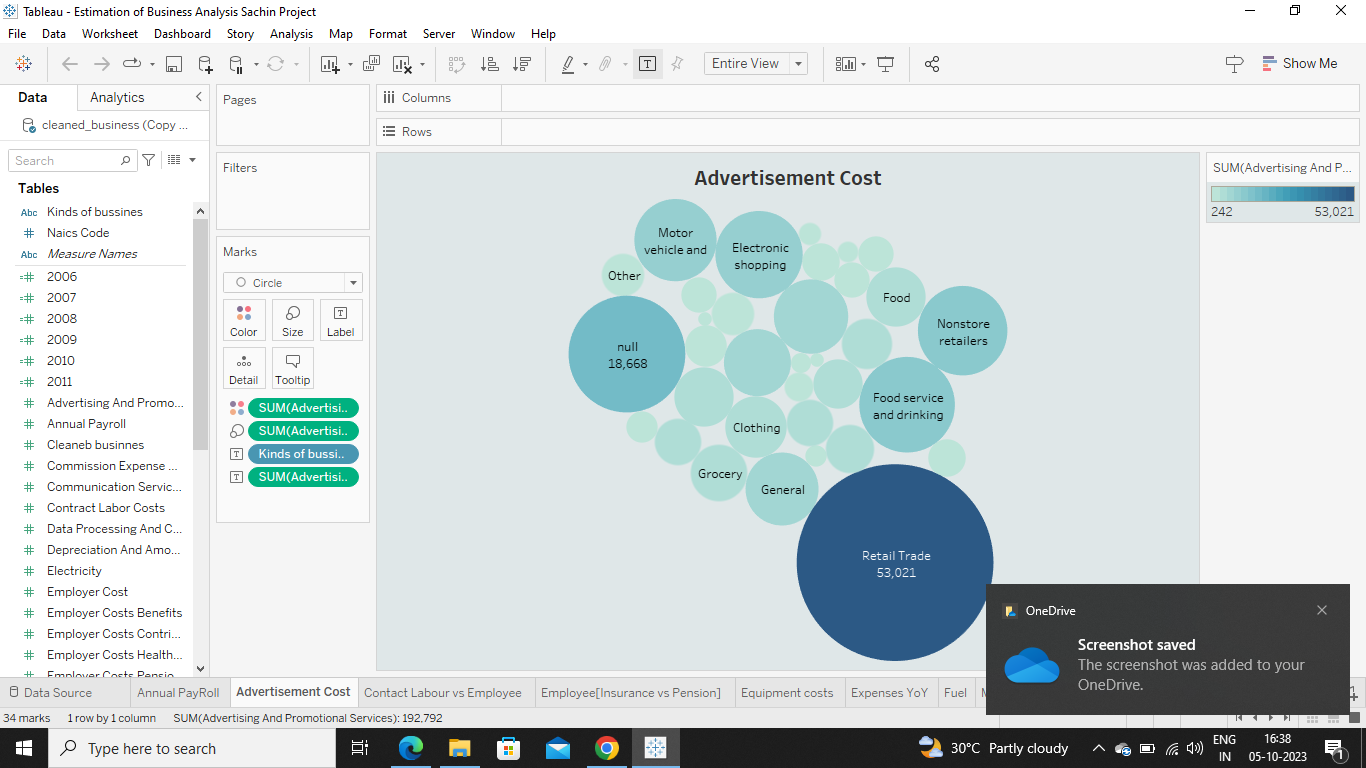 Tableau - Estimation of Business Analysis Sachin Project
File Data Worksheet Dashboard Story Analysis Map Format Server Window Help
Entire View
Show Me
Data Analytics
cleaned_business (Copy ...
Search
Tables
Abc Kinds of bussines
# Naics Code
Abc Measure Names
2006
2007
2008
2009
2010
2011
Advertising And Promo...
Annual Payroll
Cleaneb businnes
Commission Expense ...
Communication Servic...
Contract Labor Costs
Data Processing And C...
Depreciation And Amo...
Electricity
Employer Cost
Employer Costs Benefits
Employer Costs Contri...
Employer Costs Health...
Employer Costs Pensio...
Pages
Filters
Marks
Circle
Color Size Label
Detail Tooltip
SUM(Advertisi..
SUM(Advertisi..
Kinds of bussi..
SUM(Advertisi..
Columns
Rows
Advertisement Cost
Motor
vehicle and
Electronic
shopping
Other
Food
Nonstore
retailers
null
18,668
Food service
and drinking
Clothing
Grocery
General
Retail Trade
53,021
SUM(Advertising And P...
242 53,021
OneDrive
Screenshot saved
The screenshot was added to your
OneDrive.
Data Source Annual PayRoll Advertisement Cost Contact Labour vs Employee Employee[Insurance vs Pension] Equipment costs Expenses YoY Fuel
34 marks 1 row by 1 column SUM(Advertising And Promotional Services): 192,792
Type here to search
30°C Partly cloudy
ENG
IN
16:38
05-10-2023
1